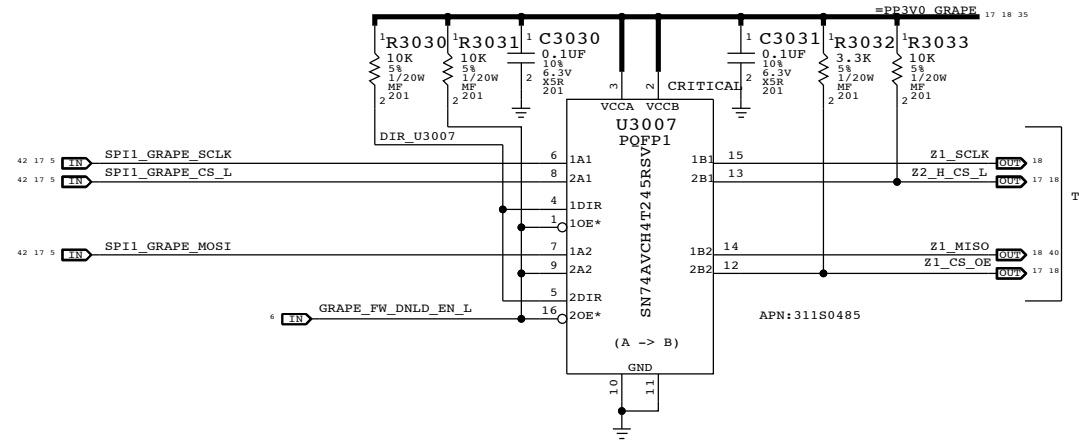 =PP3V0_GRAPE 17 18 35
1 R3030
10K
5%
1/20W
MF
2 201
1 R3031
10K
5%
1/20W
MF
2 201
1 C3030
0.1UF
10%
6.3V
2 X5R
201
1 C3031
0.1UF
10%
6.3V
2 X5R
201
1 R3032
3.3K
5%
1/20W
MF
2 201
1 R3033
10K
5%
1/20W
MF
2 201
3 2 CRITICAL
VCCA VCCB
U3007
PQFP1
SN74AVCH4T245RSV
DIR_U3007
42 17 5 IN SPI1_GRAPE_SCLK 6 1A1
1B1 15 Z1_SCLK OUT 18
42 17 5 IN SPI1_GRAPE_CS_L 8 2A1
2B1 13 Z2_H_CS_L OUT 17 18
T
4 1DIR
1 1OE*
42 17 5 IN SPI1_GRAPE_MOSI 7 1A2
1B2 14 Z1_MISO OUT 18 40
9 2A2
2B2 12 Z1_CS_OE OUT 17 18
5 2DIR
6 IN GRAPE_FW_DNLD_EN_L 16 2OE*
APN:311S0485
(A -> B)
GND
10 11